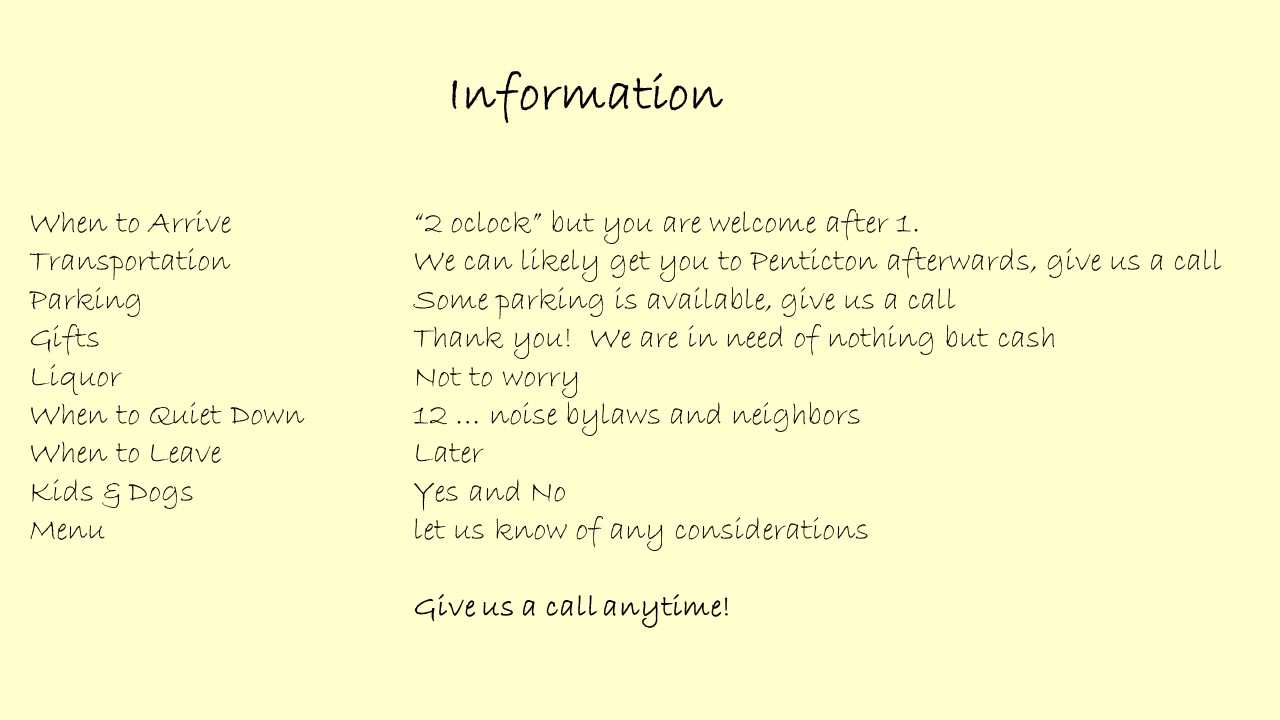 Information
When to Arrive “2 oclock” but you are welcome after 1.
Transportation We can likely get you to Penticton afterwards, give us a call
Parking Some parking is available, give us a call
Gifts Thank you! We are in need of nothing but cash
Liquor Not to worry
When to Quiet Down 12 ... noise bylaws and neighbors
When to Leave Later
Kids & Dogs Yes and No
Menu let us know of any considerations
Give us a call anytime!